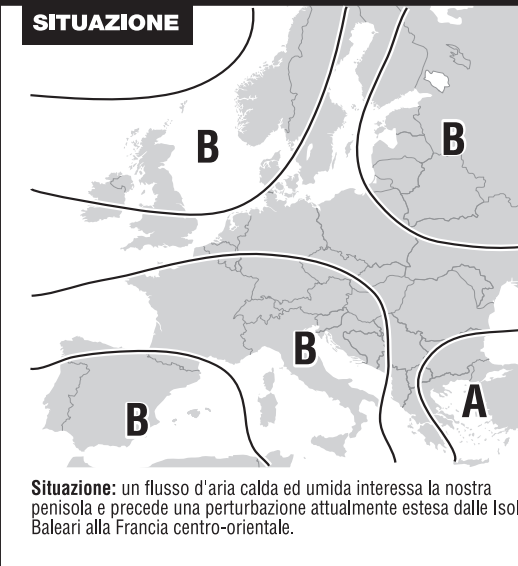 SITUAZIONE
B
B
B
B
A
Situazione: un flusso d'aria calda ed umida interessa la nostra
penisola e precede una perturbazione attualmente estesa dalle Isol
Baleari alla Francia centro-orientale.